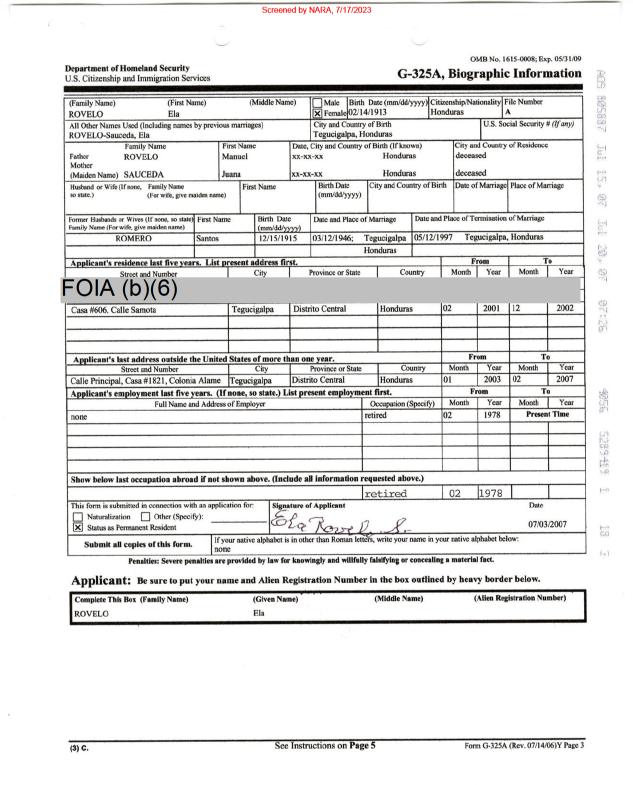 Screened by NARA, 7/17/2023
OMB No. 1615-0008; Exp. 05/31/09
Department of Homeland Security
U.S. Citizenship and Immigration Services
G-325A, Biographic Information
(Family Name) (First Name) (Middle Name) Male Birth Date (mm/dd/yyyy) Citizenship/Nationality File Number
ROVELO Ela X Female 02/14/1913 Honduras A
All Other Names Used (Including names by previous marriages) City and Country of Birth U.S. Social Security # (If any)
ROVELO-Sauceda, Ela Tegucigalpa, Honduras
Family Name First Name Date, City and Country of Birth (If known) City and Country of Residence
Father ROVELO Manuel xx-xx-xx Honduras deceased
Mother
(Maiden Name) SAUCEDA Juana xx-xx-xx Honduras deceased
Husband or Wife (If none, Family Name First Name Birth Date City and Country of Birth Date of Marriage Place of Marriage
so state.) (For wife, give maiden name) (mm/dd/yyyy)
Former Husbands or Wives (If none, so state) First Name Birth Date Date and Place of Marriage Date and Place of Termination of Marriage
Family Name (For wife, give maiden name) (mm/dd/yyyy)
ROMERO Santos 12/15/1915 03/12/1946; Tegucigalpa 05/12/1997 Tegucigalpa, Honduras
Honduras
Applicant's residence last five years. List present address first. From To
Street and Number City Province or State Country Month Year Month Year
FOIA (b)(6)
Casa #606, Calle Samota Tegucigalpa Distrito Central Honduras 02 2001 12 2002
Applicant's last address outside the United States of more than one year. From To
Street and Number City Province or State Country Month Year Month Year
Calle Principal, Casa #1821, Colonia Alame Tegucigalpa Distrito Central Honduras 01 2003 02 2007
Applicant's employment last five years. (If none, so state.) List present employment first. From To
Full Name and Address of Employer Occupation (Specify) Month Year Month Year
none retired 02 1978 Present Time
Show below last occupation abroad if not shown above. (Include all information requested above.)
retired 02 1978
This form is submitted in connection with an application for: Signature of Applicant Date
Naturalization Other (Specify):
X Status as Permanent Resident Ela Rovelo S. 07/03/2007
Submit all copies of this form. If your native alphabet is in other than Roman letters, write your name in your native alphabet below:
none
Penalties: Severe penalties are provided by law for knowingly and willfully falsifying or concealing a material fact.
Applicant: Be sure to put your name and Alien Registration Number in the box outlined by heavy border below.
Complete This Box (Family Name) (Given Name) (Middle Name) (Alien Registration Number)
ROVELO Ela
(3) C. See Instructions on Page 5 Form G-325A (Rev. 07/14/06)Y Page 3